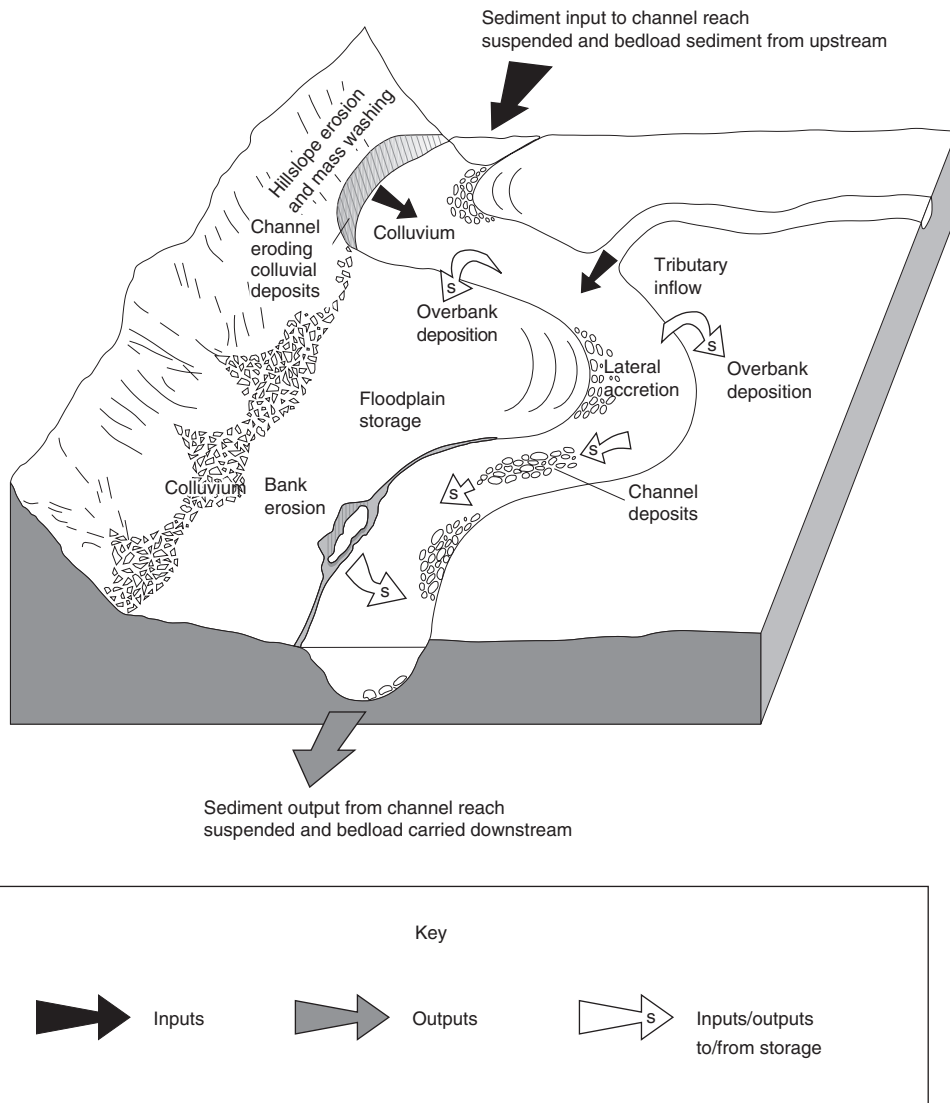 Sediment input to channel reach
suspended and bedload sediment from upstream
Hillslope erosion
and mass washing
Channel
eroding
colluvial
deposits
Colluvium
S
Overbank
deposition
Tributary
inflow
S
Overbank
deposition
Lateral
accretion
Floodplain
storage
S
S
Channel
deposits
Colluvium
Bank
erosion
S
Sediment output from channel reach
suspended and bedload carried downstream
Key
Inputs
Outputs
S
Inputs/outputs
to/from storage